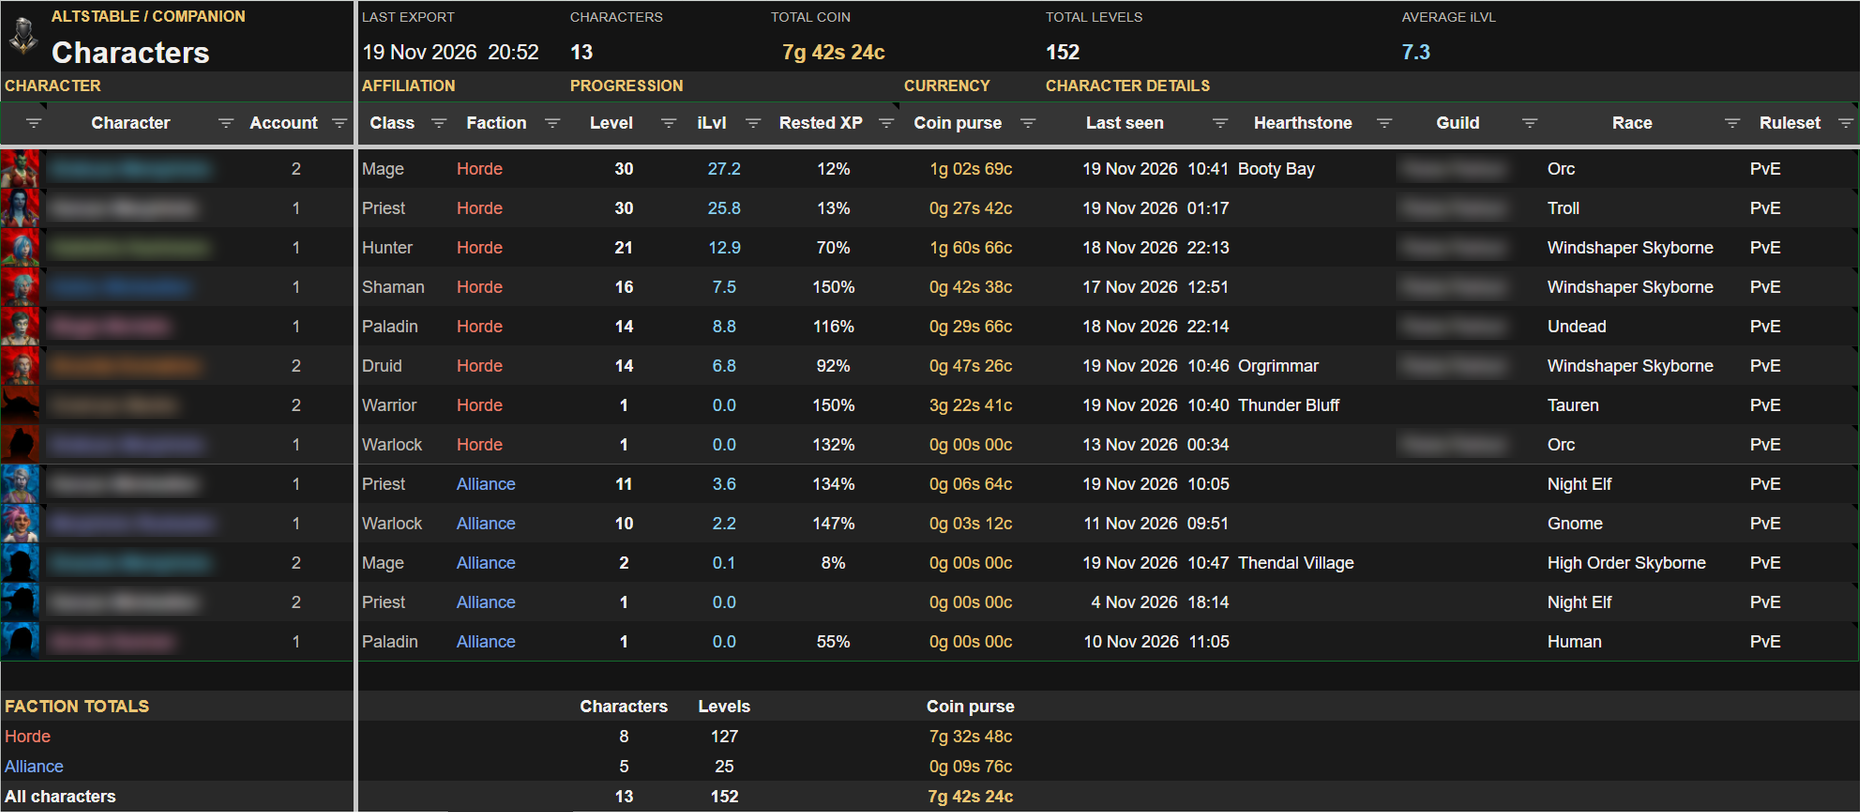 ALTSTABLE / COMPANION
Characters
LAST EXPORT CHARACTERS TOTAL COIN TOTAL LEVELS AVERAGE iLVL
19 Nov 2026 20:52 13 7g 42s 24c 152 7.3
CHARACTER AFFILIATION PROGRESSION CURRENCY CHARACTER DETAILS
Character Account Class Faction Level iLvl Rested XP Coin purse Last seen Hearthstone Guild Race Ruleset
2 Mage Horde 30 27.2 12% 1g 02s 69c 19 Nov 2026 10:41 Booty Bay Orc PvE
1 Priest Horde 30 25.8 13% 0g 27s 42c 19 Nov 2026 01:17 Troll PvE
1 Hunter Horde 21 12.9 70% 1g 60s 66c 18 Nov 2026 22:13 Windshaper Skyborne PvE
1 Shaman Horde 16 7.5 150% 0g 42s 38c 17 Nov 2026 12:51 Windshaper Skyborne PvE
1 Paladin Horde 14 8.8 116% 0g 29s 66c 18 Nov 2026 22:14 Undead PvE
2 Druid Horde 14 6.8 92% 0g 47s 26c 19 Nov 2026 10:46 Orgrimmar Windshaper Skyborne PvE
2 Warrior Horde 1 0.0 150% 3g 22s 41c 19 Nov 2026 10:40 Thunder Bluff Tauren PvE
1 Warlock Horde 1 0.0 132% 0g 00s 00c 13 Nov 2026 00:34 Orc PvE
1 Priest Alliance 11 3.6 134% 0g 06s 64c 19 Nov 2026 10:05 Night Elf PvE
1 Warlock Alliance 10 2.2 147% 0g 03s 12c 11 Nov 2026 09:51 Gnome PvE
2 Mage Alliance 2 0.1 8% 0g 00s 00c 19 Nov 2026 10:47 Thendal Village High Order Skyborne PvE
2 Priest Alliance 1 0.0 0g 00s 00c 4 Nov 2026 18:14 Night Elf PvE
1 Paladin Alliance 1 0.0 55% 0g 00s 00c 10 Nov 2026 11:05 Human PvE
FACTION TOTALS Characters Levels Coin purse
Horde 8 127 7g 32s 48c
Alliance 5 25 0g 09s 76c
All characters 13 152 7g 42s 24c